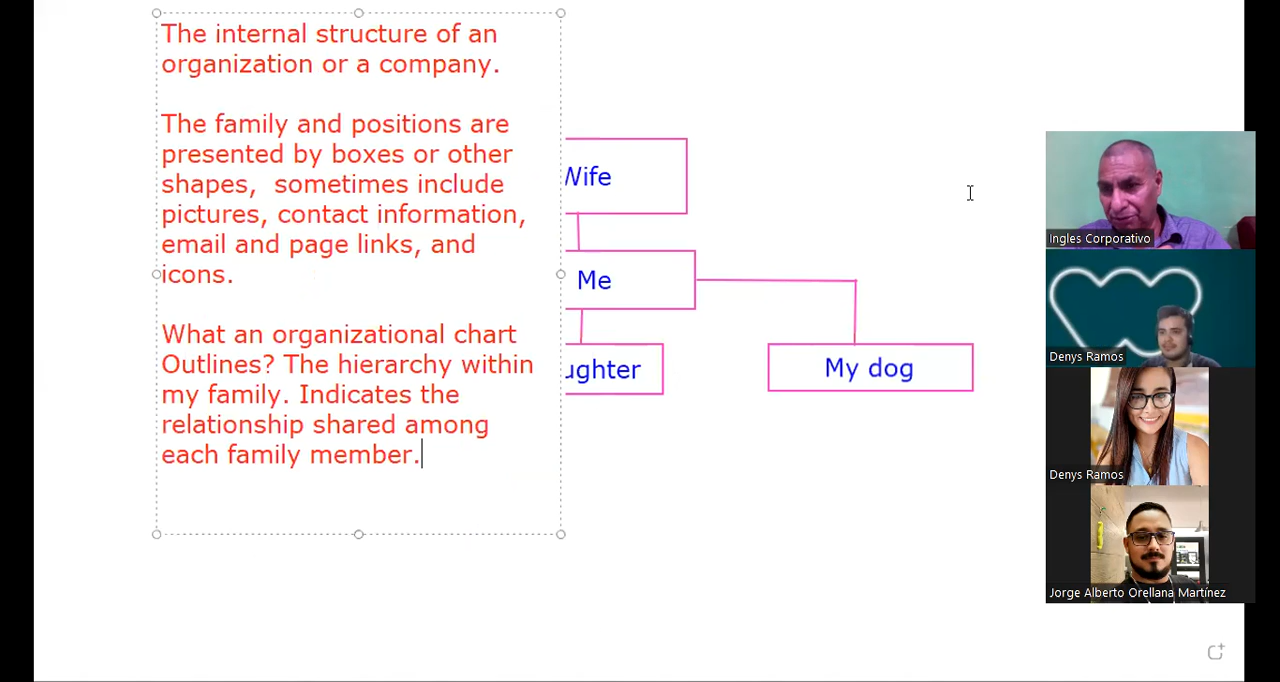 The internal structure of an
organization or a company.
The family and positions are
presented by boxes or other
shapes,  sometimes include
pictures, contact information,
email and page links, and
icons.
What an organizational chart
Outlines? The hierarchy within
my family. Indicates the
relationship shared among
each family member.
Wife
Me
ughter
My dog
Ingles Corporativo
Denys Ramos
Denys Ramos
Jorge Alberto Orellana Martínez